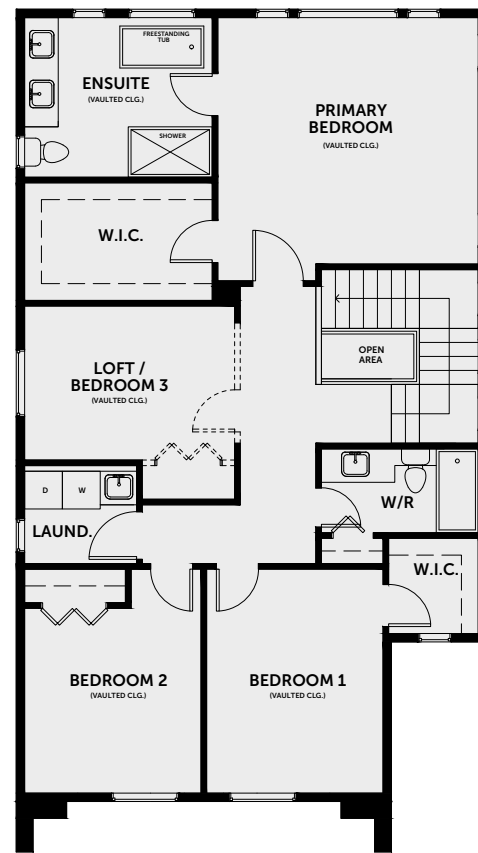 FREESTANDING
TUB
ENSUITE
(VAULTED CLG.)
PRIMARY
BEDROOM
(VAULTED CLG.)
SHOWER
W.I.C.
LOFT /
BEDROOM 3
(VAULTED CLG.)
OPEN
AREA
D
W
W/R
LAUND.
W.I.C.
BEDROOM 2
(VAULTED CLG.)
BEDROOM 1
(VAULTED CLG.)